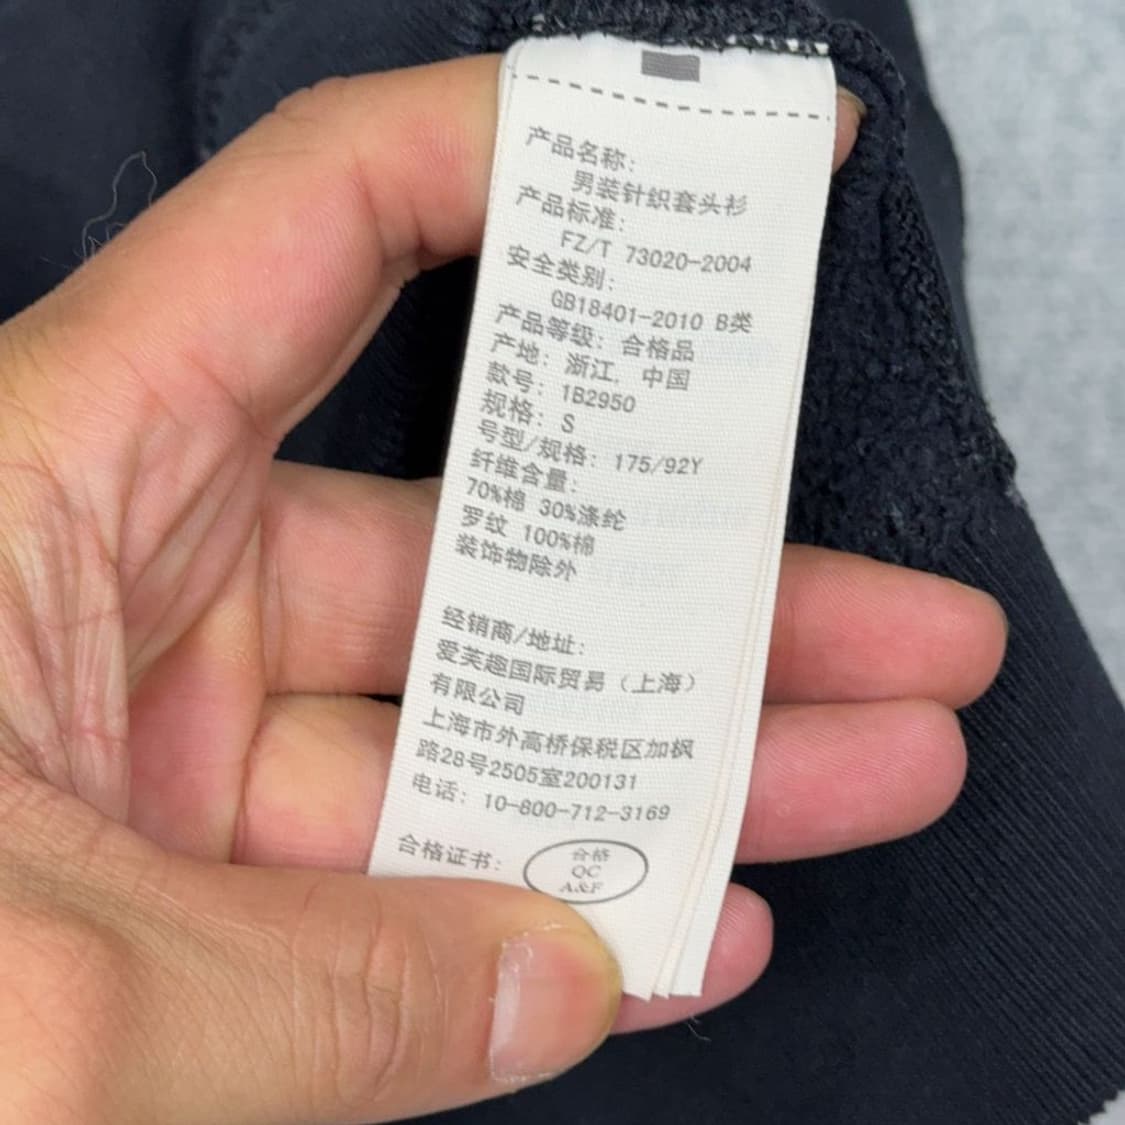 产品名称:
男装针织套头衫
产品标准:
FZ/T 73020-2004
安全类别:
GB18401-2010 B类
产品等级: 合格品
产地: 浙江, 中国
款号: 1B2950
规格: S
号型/规格: 175/92Y
纤维含量:
70%棉 30%涤纶
罗纹 100%棉
装饰物除外
经销商/地址:
爱芙趣国际贸易（上海）
有限公司
上海市外高桥保税区加枫
路28号2505室200131
电话: 10-800-712-3169
合格证书:
合格
QC
A&F